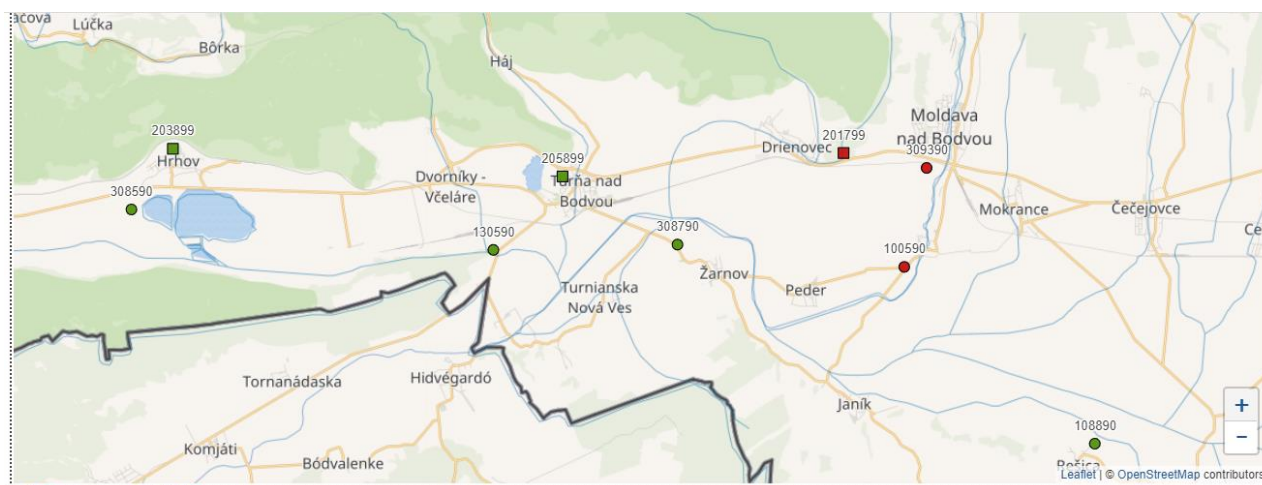 Lúčka
Bôrka
Háj
Moldava
nad Bodvou
203899
Hrhov
205899
Turňa nad
Bodvou
Drienovec
201799
309390
Dvorníky -
Včeláre
308590
130590
308790
Mokrance
Čečejovce
Žarnov
Peder
100590
Turnianska
Nová Ves
Tornanádaska
Hidvégardó
Janík
Komjáti
Bódvalenke
108890
Rešica
+
−
Leaflet | © OpenStreetMap contributors